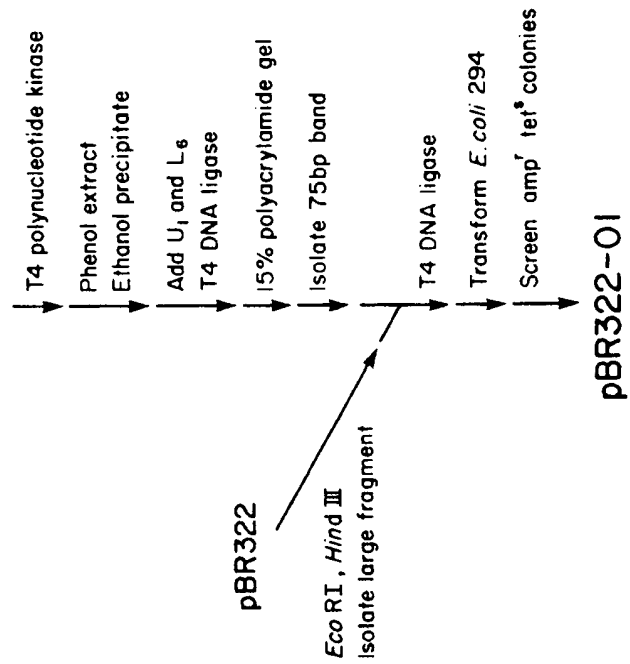 T4 polynucleotide kinase
Phenol extract
Ethanol precipitate
Add U₁ and L₆
T4 DNA ligase
15% polyacrylamide gel
Isolate 75bp band
pBR322
Eco RI, Hind III
Isolate large fragment
T4 DNA ligase
Transform E. coli 294
Screen ampʳ tetˢ colonies
pBR322-01